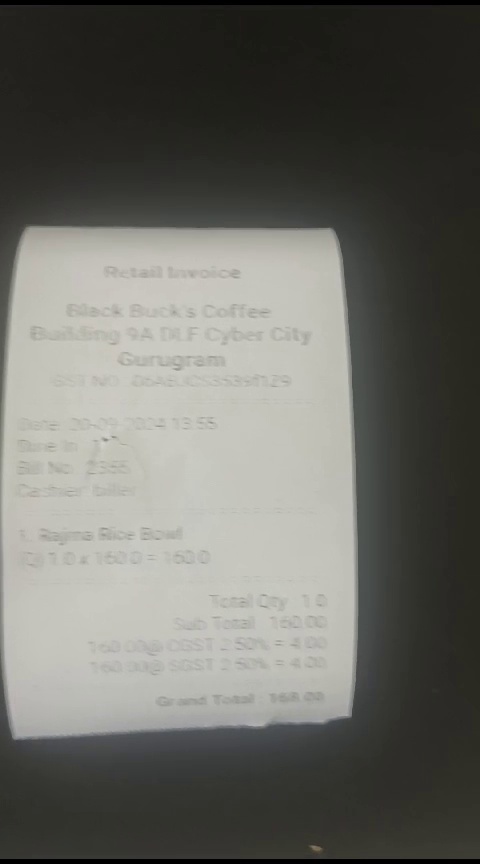 Retail Invoice
Black Buck's Coffee
Building 9A DLF Cyber City
Gurugram
GST NO
Date: 20-09-2024 13:55
Dine In
Bill No
Cashier: biller
1. Rajma Rice Bowl
1.0 x 160.0 = 160.0
Total Qty : 1.0
Sub Total : 160.00
160.00@ CGST 2.50% = 4.00
160.00@ SGST 2.50% = 4.00
Grand Total : 168.00